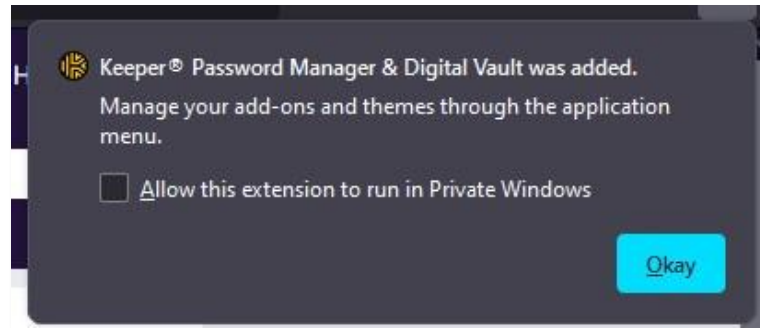 H
Keeper® Password Manager & Digital Vault was added.
Manage your add-ons and themes through the application
menu.
Allow this extension to run in Private Windows
Okay